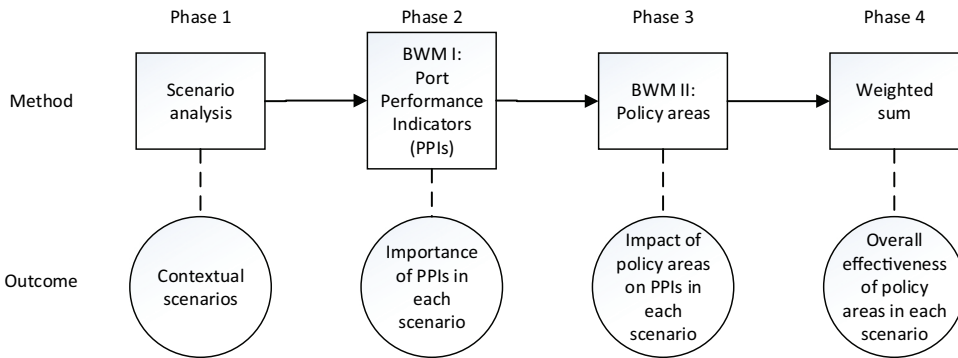 Phase 1
Phase 2
Phase 3
Phase 4
Method
Scenario
analysis
BWM I:
Port
Performance
Indicators
(PPIs)
BWM II:
Policy areas
Weighted
sum
Outcome
Contextual
scenarios
Importance
of PPIs in
each
scenario
Impact of
policy areas
on PPIs in
each
scenario
Overall
effectiveness
of policy
areas in each
scenario